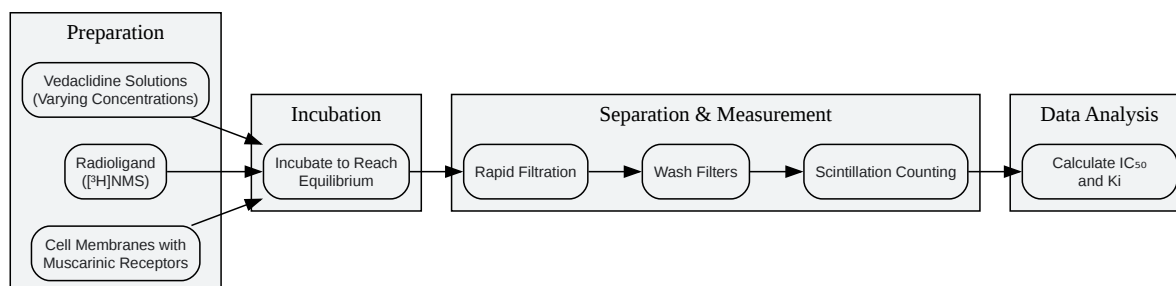 Preparation
Vedaclidine Solutions
(Varying Concentrations)
Radioligand
([³H]NMS)
Cell Membranes with
Muscarinic Receptors
Incubation
Incubate to Reach
Equilibrium
Separation & Measurement
Rapid Filtration
Wash Filters
Scintillation Counting
Data Analysis
Calculate IC₅₀
and Ki